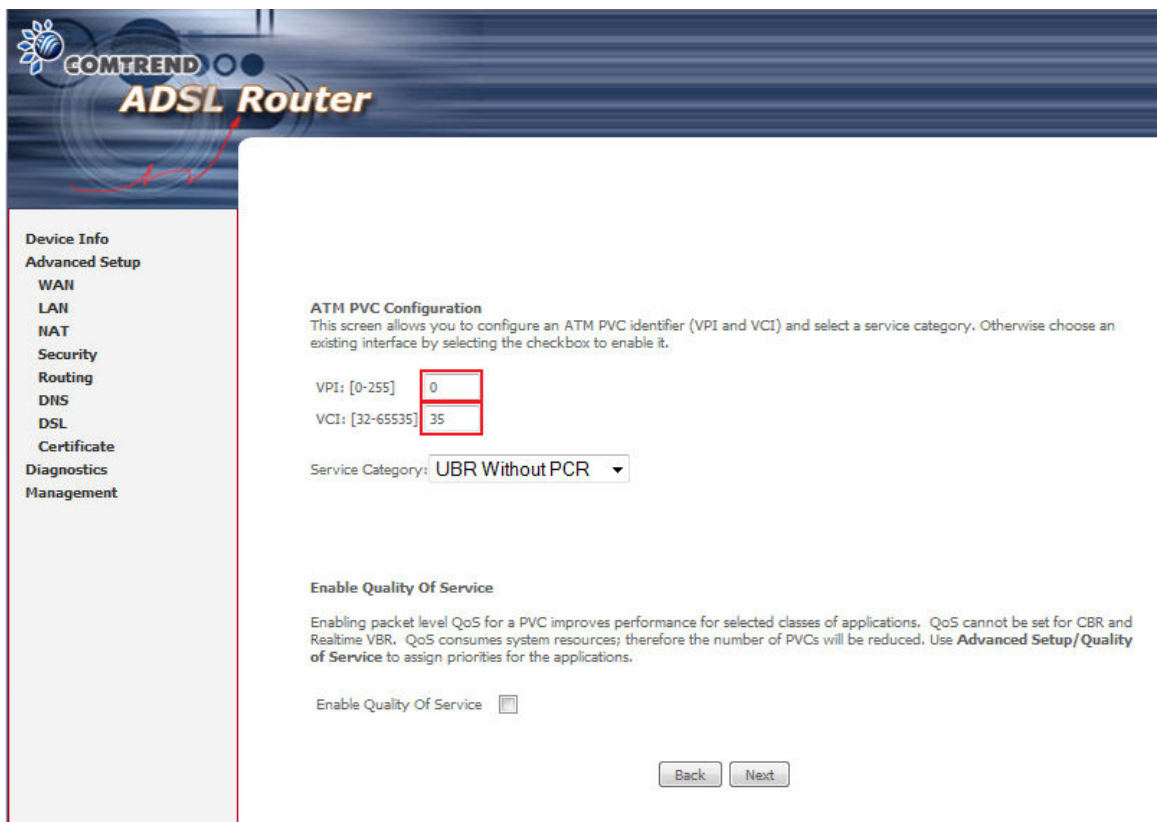 COMTREND
ADSL Router
Device Info
Advanced Setup
WAN
LAN
NAT
Security
Routing
DNS
DSL
Certificate
Diagnostics
Management
ATM PVC Configuration
This screen allows you to configure an ATM PVC identifier (VPI and VCI) and select a service category. Otherwise choose an
existing interface by selecting the checkbox to enable it.
VPI: [0-255] 0
VCI: [32-65535] 35
Service Category: UBR Without PCR
Enable Quality Of Service
Enabling packet level QoS for a PVC improves performance for selected classes of applications. QoS cannot be set for CBR and
Realtime VBR. QoS consumes system resources; therefore the number of PVCs will be reduced. Use Advanced Setup/Quality
of Service to assign priorities for the applications.
Enable Quality Of Service
Back Next